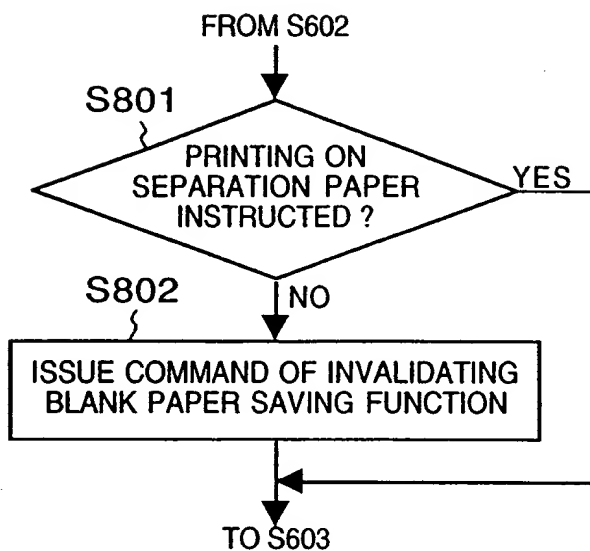 FROM S602
S801
PRINTING ON
SEPARATION PAPER
INSTRUCTED ?
YES
S802
NO
ISSUE COMMAND OF INVALIDATING
BLANK PAPER SAVING FUNCTION
TO S603